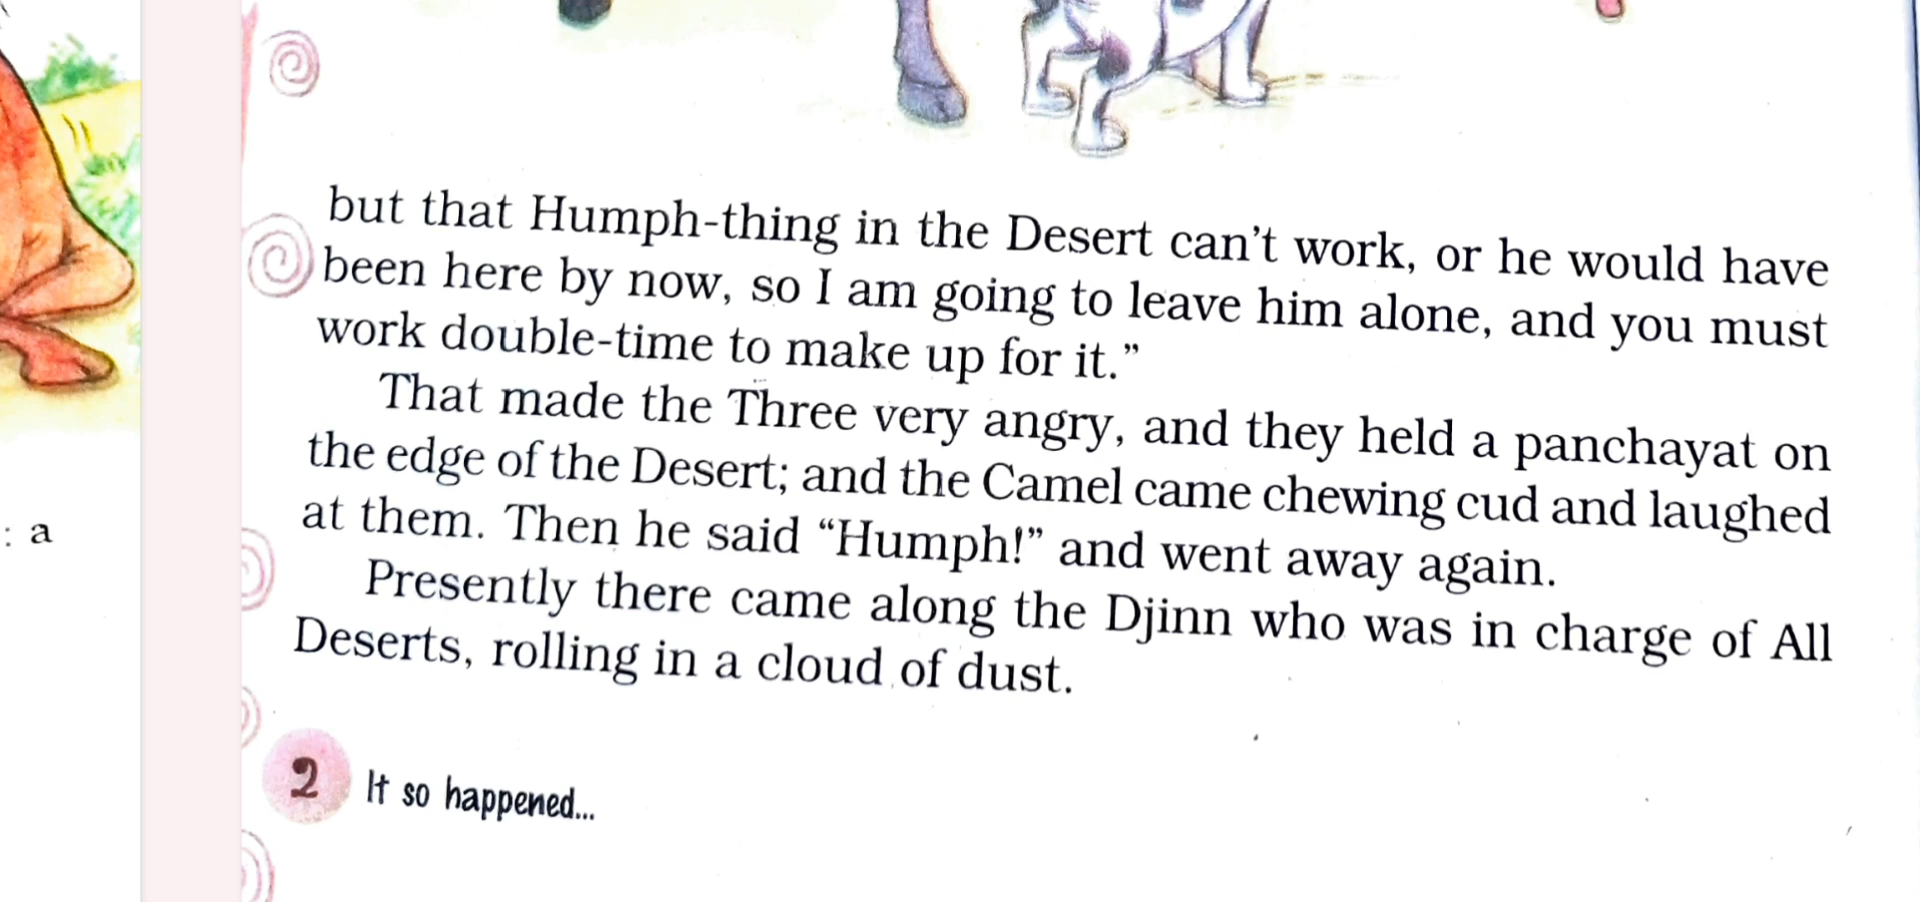 but that Humph-thing in the Desert can't work, or he would have
been here by now, so I am going to leave him alone, and you must
work double-time to make up for it.”
That made the Three very angry, and they held a panchayat on
the edge of the Desert; and the Camel came chewing cud and laughed
at them. Then he said “Humph!” and went away again.
Presently there came along the Djinn who was in charge of All
Deserts, rolling in a cloud of dust.
2 It so happened...
: a